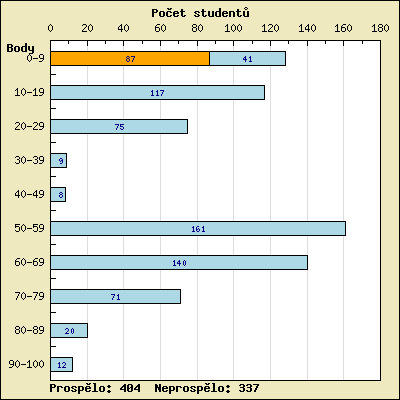 Počet studentů
0 20 40 60 80 100 120 140 160 180
Body
0-9 87 41
10-19 117
20-29 75
30-39 9
40-49 8
50-59 161
60-69 140
70-79 71
80-89 20
90-100 12
Prospělo: 404 Neprospělo: 337